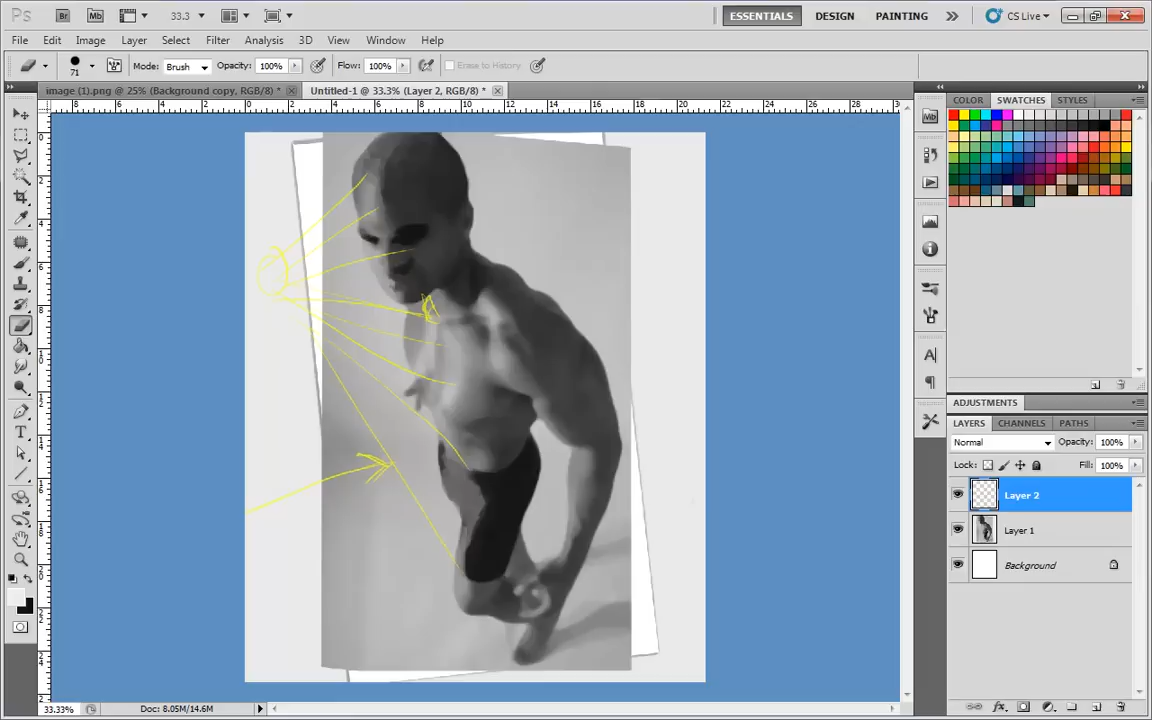 Ps Br Mb 33.3 ESSENTIALS DESIGN PAINTING CS Live
File Edit Image Layer Select Filter Analysis 3D View Window Help
71 Mode: Brush Opacity: 100% Flow: 100% Erase to History
image (1).png @ 25% (Background copy, RGB/8) * Untitled-1 @ 33.3% (Layer 2, RGB/8) *
COLOR SWATCHES STYLES
ADJUSTMENTS
LAYERS CHANNELS PATHS
Normal Opacity: 100%
Lock: Fill: 100%
Layer 2
Layer 1
Background
33.33% Doc: 8.05M/14.6M